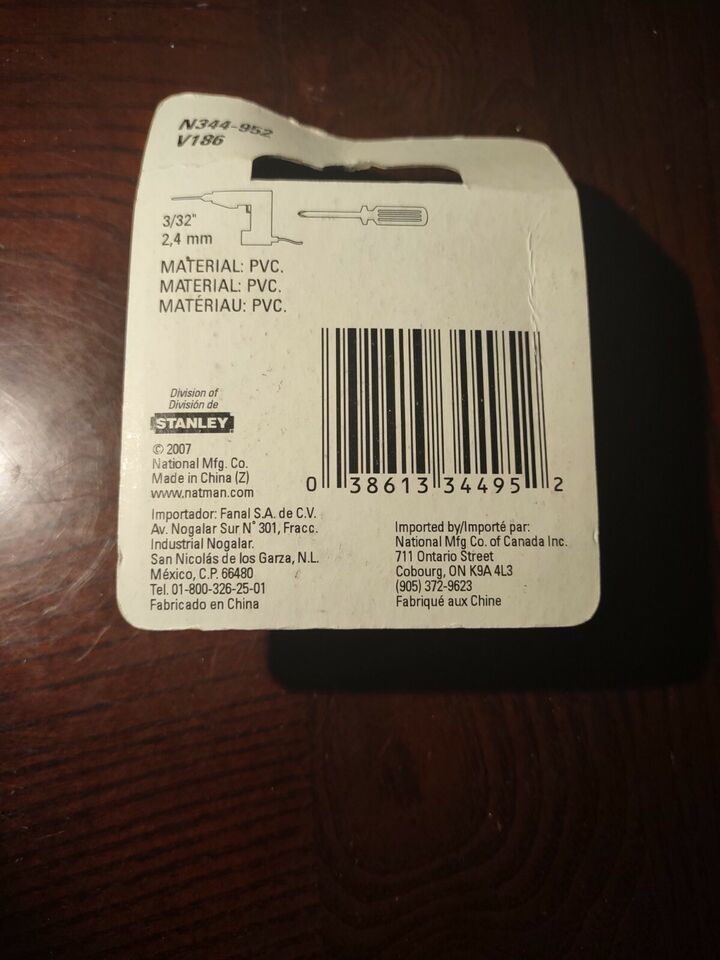 N344-952
V186
3/32"
2,4 mm
MATERIAL: PVC.
MATERIAL: PVC.
MATÉRIAU: PVC.
Division of
División de
STANLEY
© 2007
National Mfg. Co.
Made in China (Z)
www.natman.com
Importador: Fanal S.A. de C.V.
Av. Nogalar Sur N° 301, Fracc.
Industrial Nogalar.
San Nicolás de los Garza, N.L.
México, C.P. 66480
Tel. 01-800-326-25-01
Fabricado en China
0 38613 34495 2
Imported by/Importé par:
National Mfg Co. of Canada Inc.
711 Ontario Street
Cobourg, ON K9A 4L3
(905) 372-9623
Fabriqué aux Chine